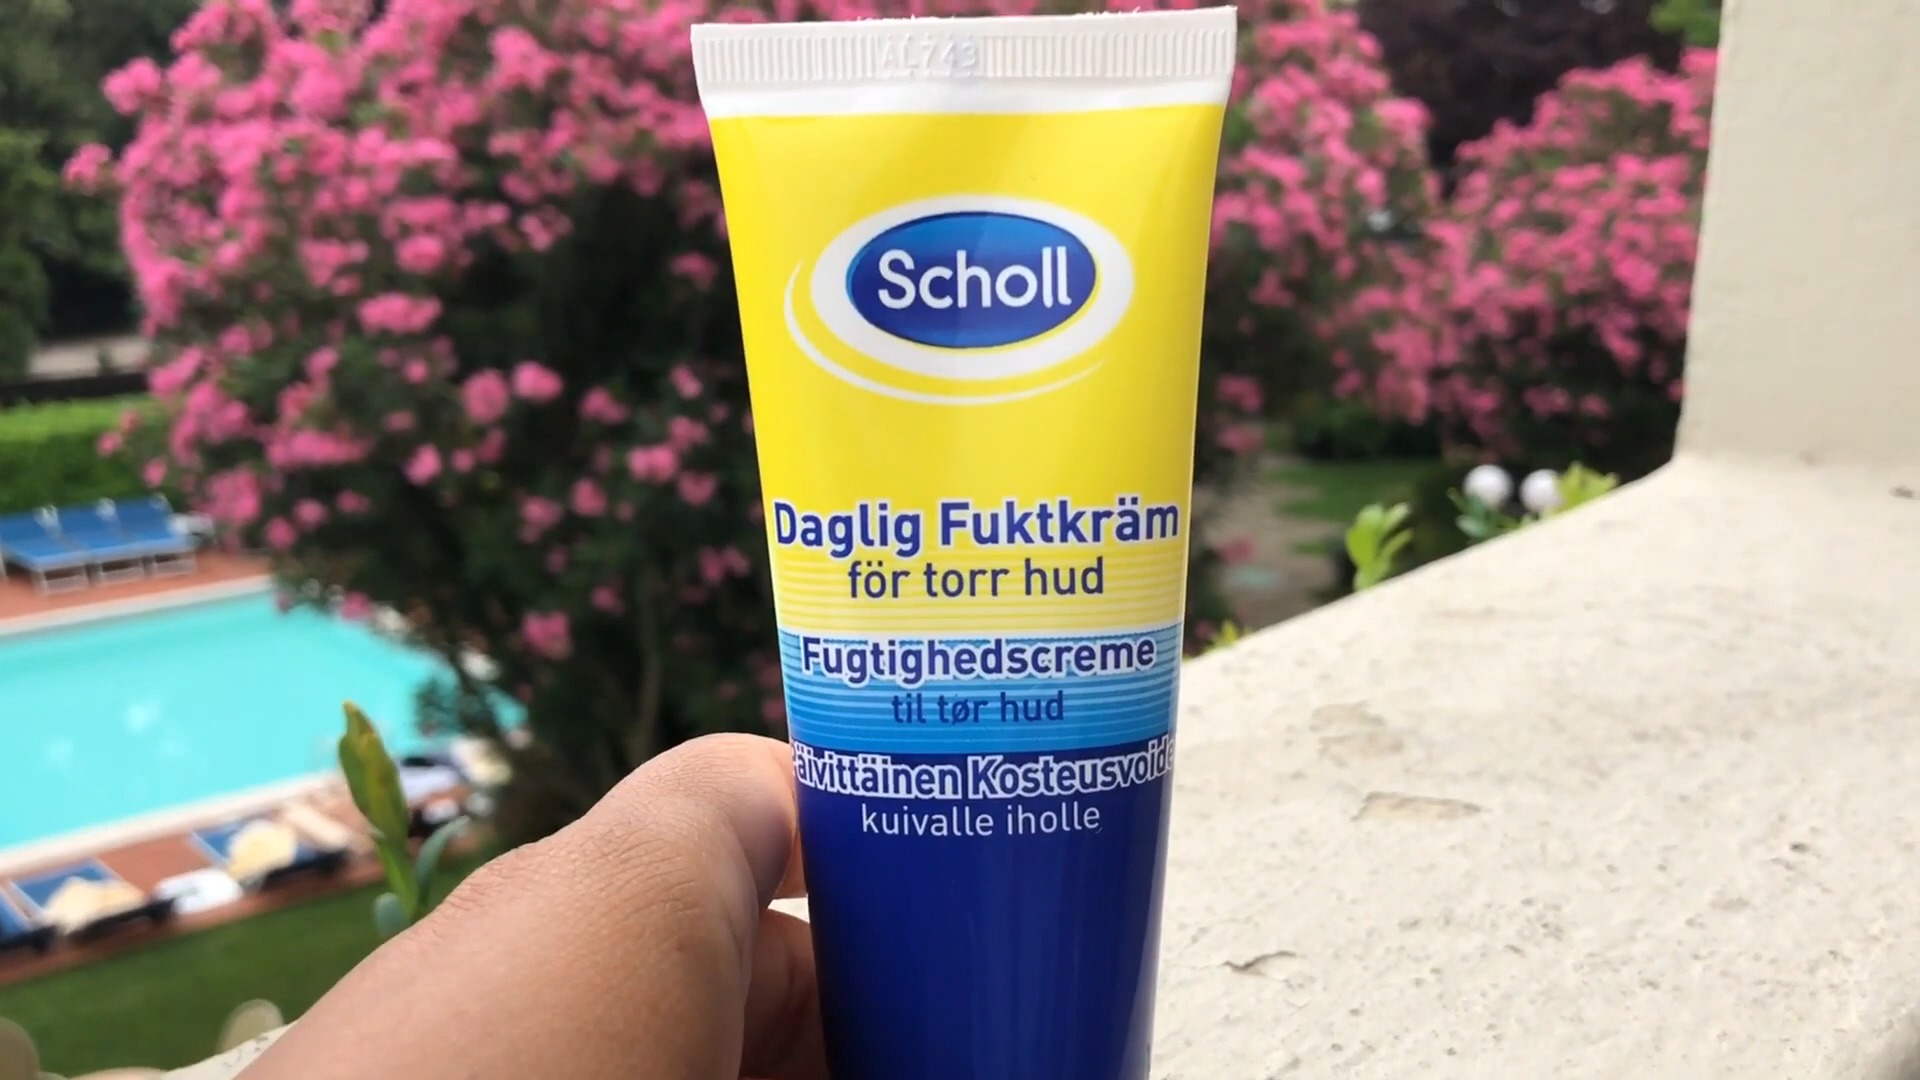 AL743
Scholl
Daglig Fuktkräm
för torr hud
Fugtighedscreme
til tør hud
Päivittäinen Kosteusvoide
kuivalle iholle